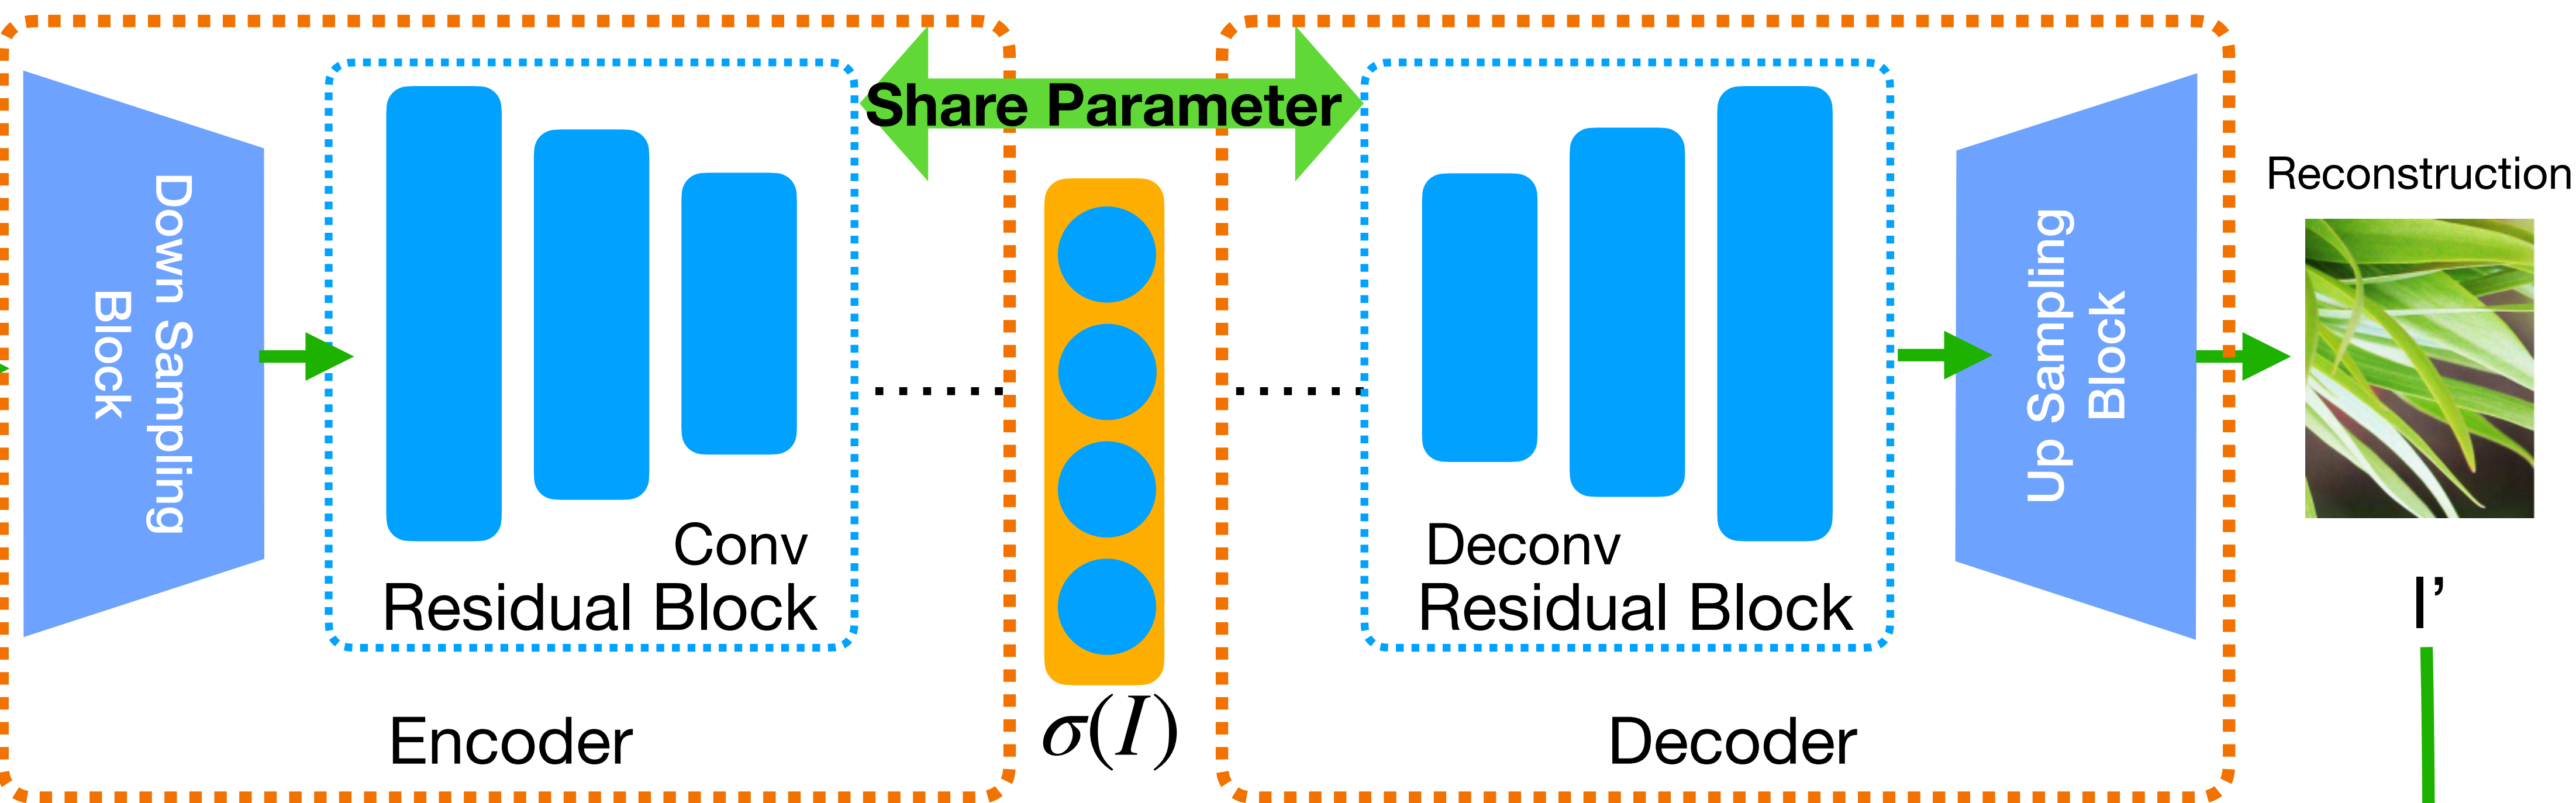 Share Parameter
Down Sampling
Block
Conv
Residual Block
Encoder
σ(I)
Deconv
Residual Block
Decoder
Up Sampling
Block
Reconstruction
I’